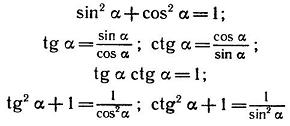 sin² α + cos² α = 1;
tg α = sin α / cos α ; ctg α = cos α / sin α ;
tg α ctg α = 1;
tg² α + 1 = 1 / cos² α ; ctg² α + 1 = 1 / sin² α